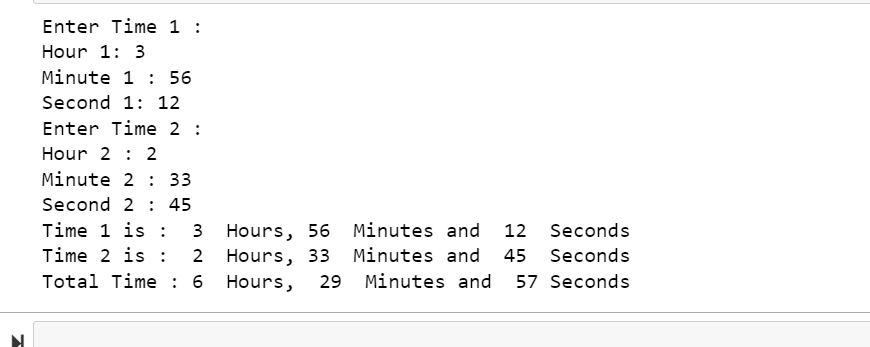 Enter Time 1 :
Hour 1: 3
Minute 1 : 56
Second 1: 12
Enter Time 2 :
Hour 2 : 2
Minute 2 : 33
Second 2 : 45
Time 1 is :  3  Hours, 56  Minutes and  12  Seconds
Time 2 is :  2  Hours, 33  Minutes and  45  Seconds
Total Time : 6  Hours,  29  Minutes and  57 Seconds